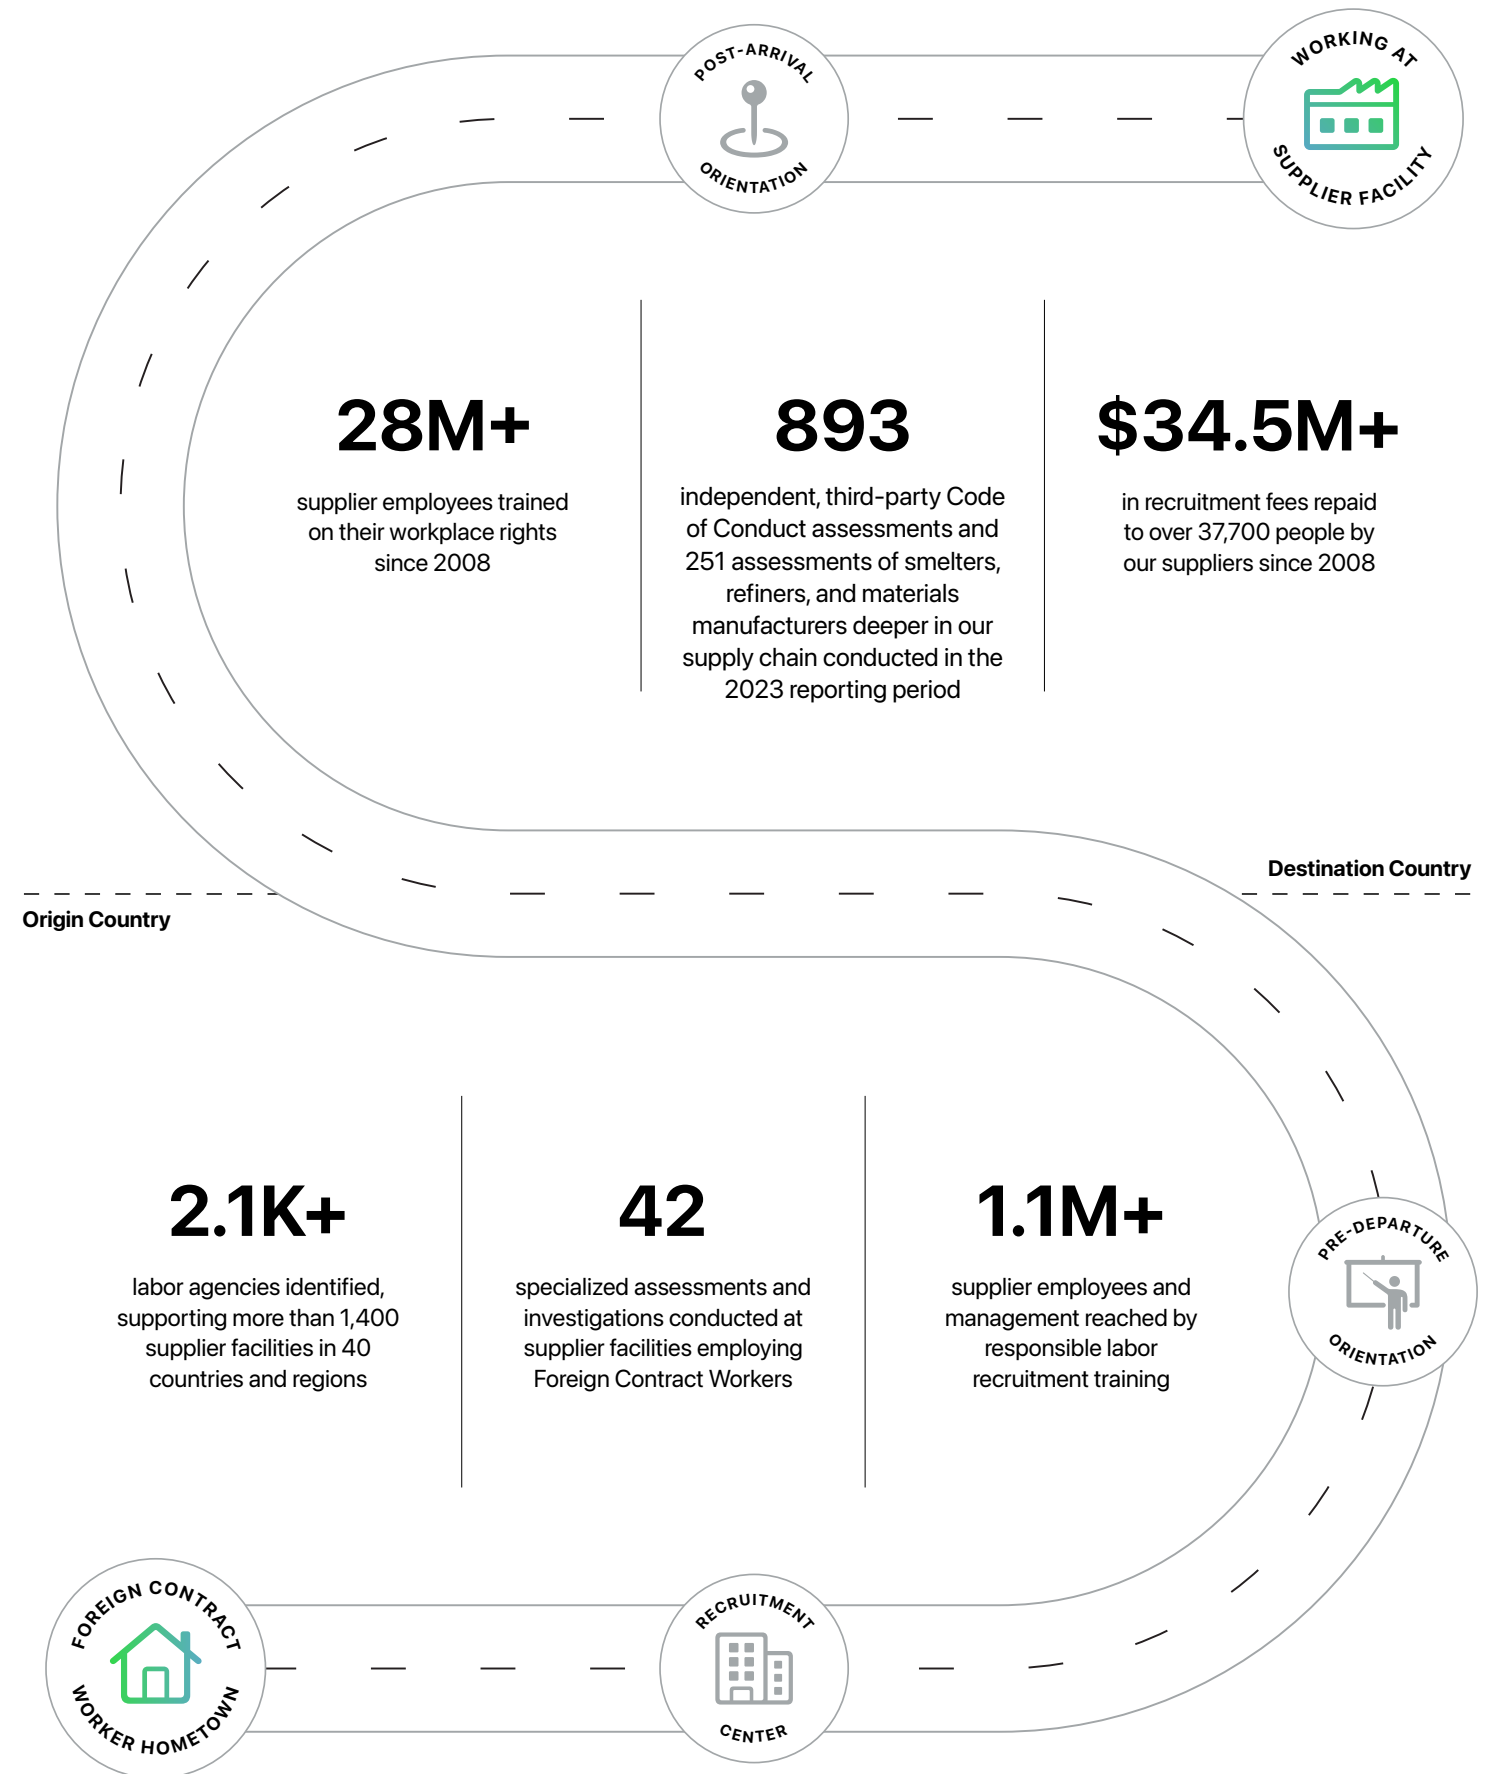 POST-ARRIVAL
ORIENTATION
WORKING AT
SUPPLIER FACILITY
28M+
supplier employees trained
on their workplace rights
since 2008
893
independent, third-party Code
of Conduct assessments and
251 assessments of smelters,
refiners, and materials
manufacturers deeper in our
supply chain conducted in the
2023 reporting period
$34.5M+
in recruitment fees repaid
to over 37,700 people by
our suppliers since 2008
Destination Country
Origin Country
2.1K+
labor agencies identified,
supporting more than 1,400
supplier facilities in 40
countries and regions
42
specialized assessments and
investigations conducted at
supplier facilities employing
Foreign Contract Workers
1.1M+
supplier employees and
management reached by
responsible labor
recruitment training
PRE-DEPARTURE
ORIENTATION
FOREIGN CONTRACT
WORKER HOMETOWN
RECRUITMENT
CENTER